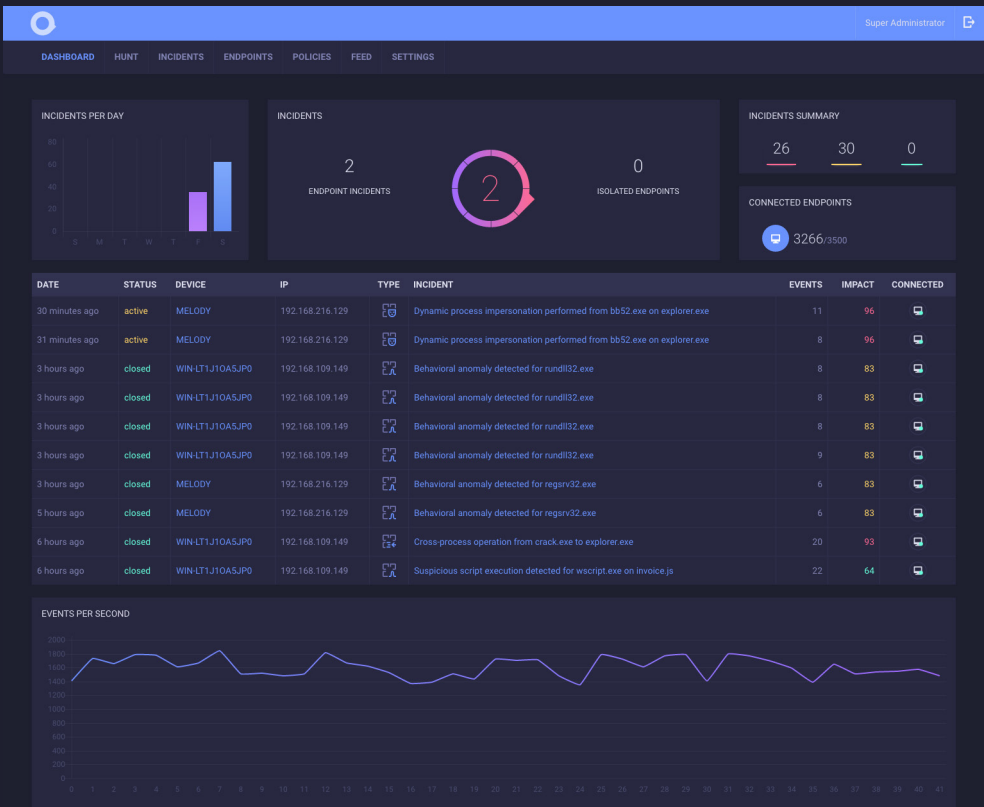 Super Administrator
DASHBOARD HUNT INCIDENTS ENDPOINTS POLICIES FEED SETTINGS
INCIDENTS PER DAY
80
60
40
20
0
S M T W T F S
INCIDENTS
2
ENDPOINT INCIDENTS
2
0
ISOLATED ENDPOINTS
INCIDENTS SUMMARY
26 30 0
CONNECTED ENDPOINTS
3266/3500
DATE STATUS DEVICE IP TYPE INCIDENT EVENTS IMPACT CONNECTED
30 minutes ago active MELODY 192.168.216.129 Dynamic process impersonation performed from bb52.exe on explorer.exe 11 96
31 minutes ago active MELODY 192.168.216.129 Dynamic process impersonation performed from bb52.exe on explorer.exe 8 96
3 hours ago closed WIN-LT1J1OA5JP0 192.168.109.149 Behavioral anomaly detected for rundll32.exe 8 83
3 hours ago closed WIN-LT1J1OA5JP0 192.168.109.149 Behavioral anomaly detected for rundll32.exe 8 83
3 hours ago closed WIN-LT1J1OA5JP0 192.168.109.149 Behavioral anomaly detected for rundll32.exe 8 83
3 hours ago closed WIN-LT1J1OA5JP0 192.168.109.149 Behavioral anomaly detected for rundll32.exe 9 83
3 hours ago closed MELODY 192.168.216.129 Behavioral anomaly detected for regsrv32.exe 6 83
5 hours ago closed MELODY 192.168.216.129 Behavioral anomaly detected for regsrv32.exe 6 83
6 hours ago closed WIN-LT1J1OA5JP0 192.168.109.149 Cross-process operation from crack.exe to explorer.exe 20 93
6 hours ago closed WIN-LT1J1OA5JP0 192.168.109.149 Suspicious script execution detected for wscript.exe on invoice.js 22 64
EVENTS PER SECOND
2000
1800
1600
1400
1200
1000
800
600
400
200
0
0 1 2 3 4 5 6 7 8 9 10 11 12 13 14 15 16 17 18 19 20 21 22 23 24 25 26 27 28 29 30 31 32 33 34 35 36 37 38 39 40 41